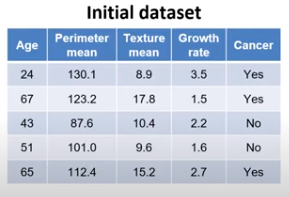 Initial dataset
Age Perimeter mean Texture mean Growth rate Cancer
24 130.1 8.9 3.5 Yes
67 123.2 17.8 1.5 Yes
43 87.6 10.4 2.2 No
51 101.0 9.6 1.6 No
65 112.4 15.2 2.7 Yes